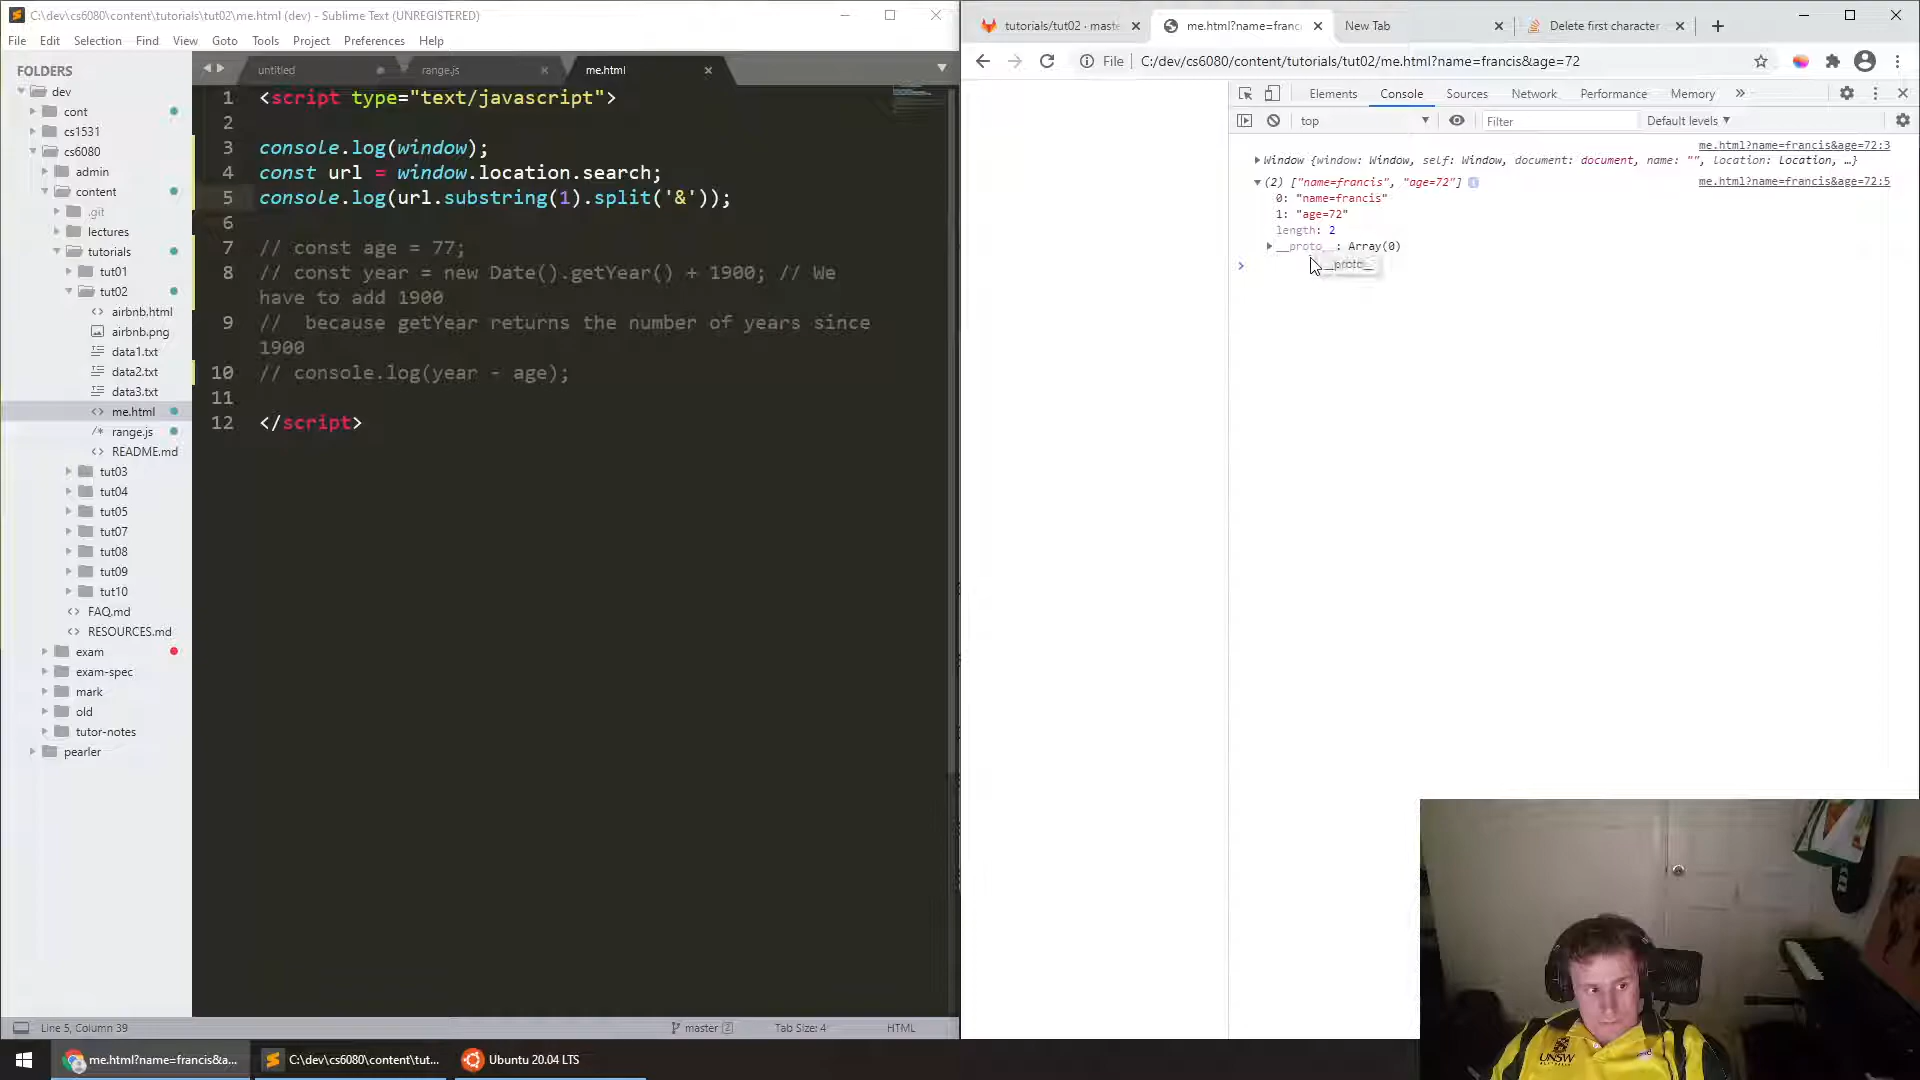 C:\dev\cs6080\content\tutorials\tut02\me.html (dev) - Sublime Text (UNREGISTERED)
File Edit Selection Find View Goto Tools Project Preferences Help
FOLDERS
dev
cont
cs1531
cs6080
admin
content
.git
lectures
tutorials
tut01
tut02
airbnb.html
airbnb.png
data1.txt
data2.txt
data3.txt
me.html
range.js
README.md
tut03
tut04
tut05
tut07
tut08
tut09
tut10
FAQ.md
RESOURCES.md
exam
exam-spec
mark
old
tutor-notes
pearler
untitled range.js me.html
1 <script type="text/javascript">
2
3 console.log(window);
4 const url = window.location.search;
5 console.log(url.substring(1).split('&'));
6
7 // const age = 77;
8 // const year = new Date().getYear() + 1900; // We
have to add 1900
9 // because getYear returns the number of years since
1900
10 // console.log(year - age);
11
12 </script>
Line 5, Column 39 master 2 Tab Size: 4 HTML
tutorials/tut02 · maste me.html?name=franci New Tab Delete first character
File C:/dev/cs6080/content/tutorials/tut02/me.html?name=francis&age=72
Elements Console Sources Network Performance Memory »
top Filter Default levels
me.html?name=francis&age=72:3
Window {window: Window, self: Window, document: document, name: "", location: Location, …}
(2) ["name=francis", "age=72"] me.html?name=francis&age=72:5
0: "name=francis"
1: "age=72"
length: 2
__proto__: Array(0)
__proto__
UNSW
me.html?name=francis&a... C:\dev\cs6080\content\tut... Ubuntu 20.04 LTS